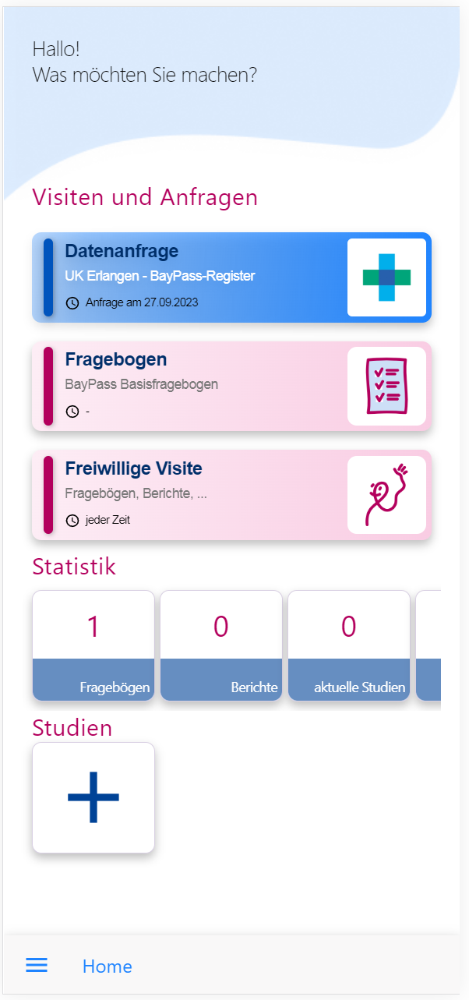 Hallo!
Was möchten Sie machen?
Visiten und Anfragen
Datenanfrage
UK Erlangen - BayPass-Register
Anfrage am 27.09.2023
Fragebogen
BayPass Basisfragebogen
-
Freiwillige Visite
Fragebögen, Berichte, ...
jeder Zeit
Statistik
1
Fragebögen
0
Berichte
0
aktuelle Studien
Studien
Home